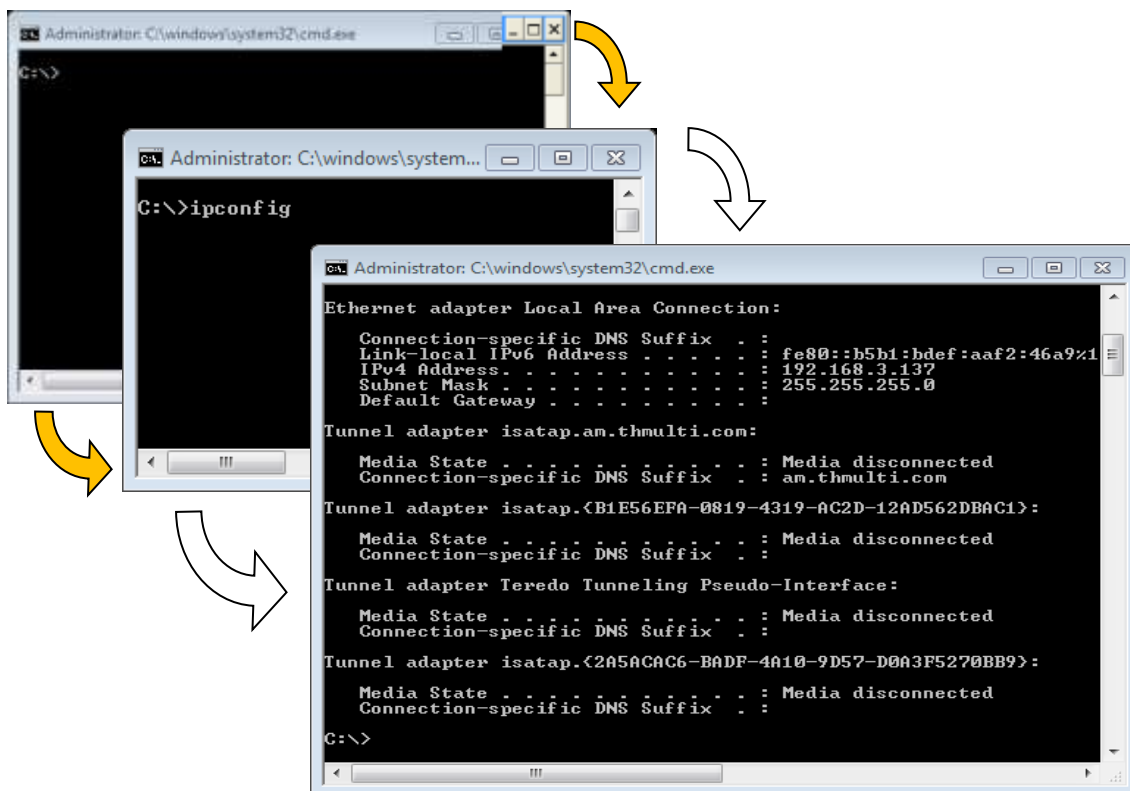 Administrator: C:\windows\system32\cmd.exe
C:\>
Administrator: C:\windows\system...
C:\>ipconfig
Administrator: C:\windows\system32\cmd.exe
Ethernet adapter Local Area Connection:
Connection-specific DNS Suffix . :
Link-local IPv6 Address . . . . . : fe80::b5b1:bdef:aaf2:46a9%1
IPv4 Address. . . . . . . . . . . : 192.168.3.137
Subnet Mask . . . . . . . . . . . : 255.255.255.0
Default Gateway . . . . . . . . . :
Tunnel adapter isatap.am.thmulti.com:
Media State . . . . . . . . . . . : Media disconnected
Connection-specific DNS Suffix . : am.thmulti.com
Tunnel adapter isatap.{B1E56EFA-0819-4319-AC2D-12AD562DBAC1}:
Media State . . . . . . . . . . . : Media disconnected
Connection-specific DNS Suffix . :
Tunnel adapter Teredo Tunneling Pseudo-Interface:
Media State . . . . . . . . . . . : Media disconnected
Connection-specific DNS Suffix . :
Tunnel adapter isatap.{2A5ACAC6-BADF-4A10-9D57-D0A3F5270BB9}:
Media State . . . . . . . . . . . : Media disconnected
Connection-specific DNS Suffix . :
C:\>